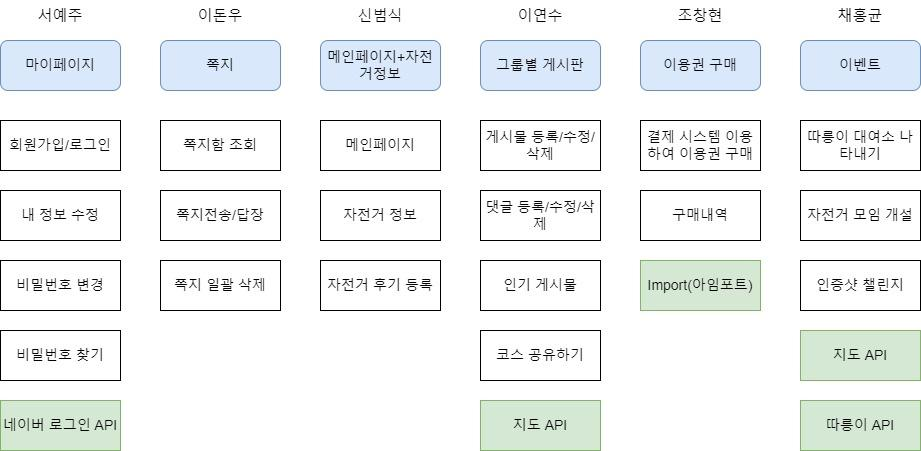 서예주
이돈우
신범식
이연수
조창현
채홍균
마이페이지
쪽지
메인페이지+자전
거정보
그룹별 게시판
이용권 구매
이벤트
회원가입/로그인
쪽지함 조회
메인페이지
게시물 등록/수정/
삭제
결제 시스템 이용
하여 이용권 구매
따릉이 대여소 나
타내기
내 정보 수정
쪽지전송/답장
자전거 정보
댓글 등록/수정/삭
제
구매내역
자전거 모임 개설
비밀번호 변경
쪽지 일괄 삭제
자전거 후기 등록
인기 게시물
Import(아임포트)
인증샷 챌린지
비밀번호 찾기
코스 공유하기
지도 API
네이버 로그인 API
지도 API
따릉이 API